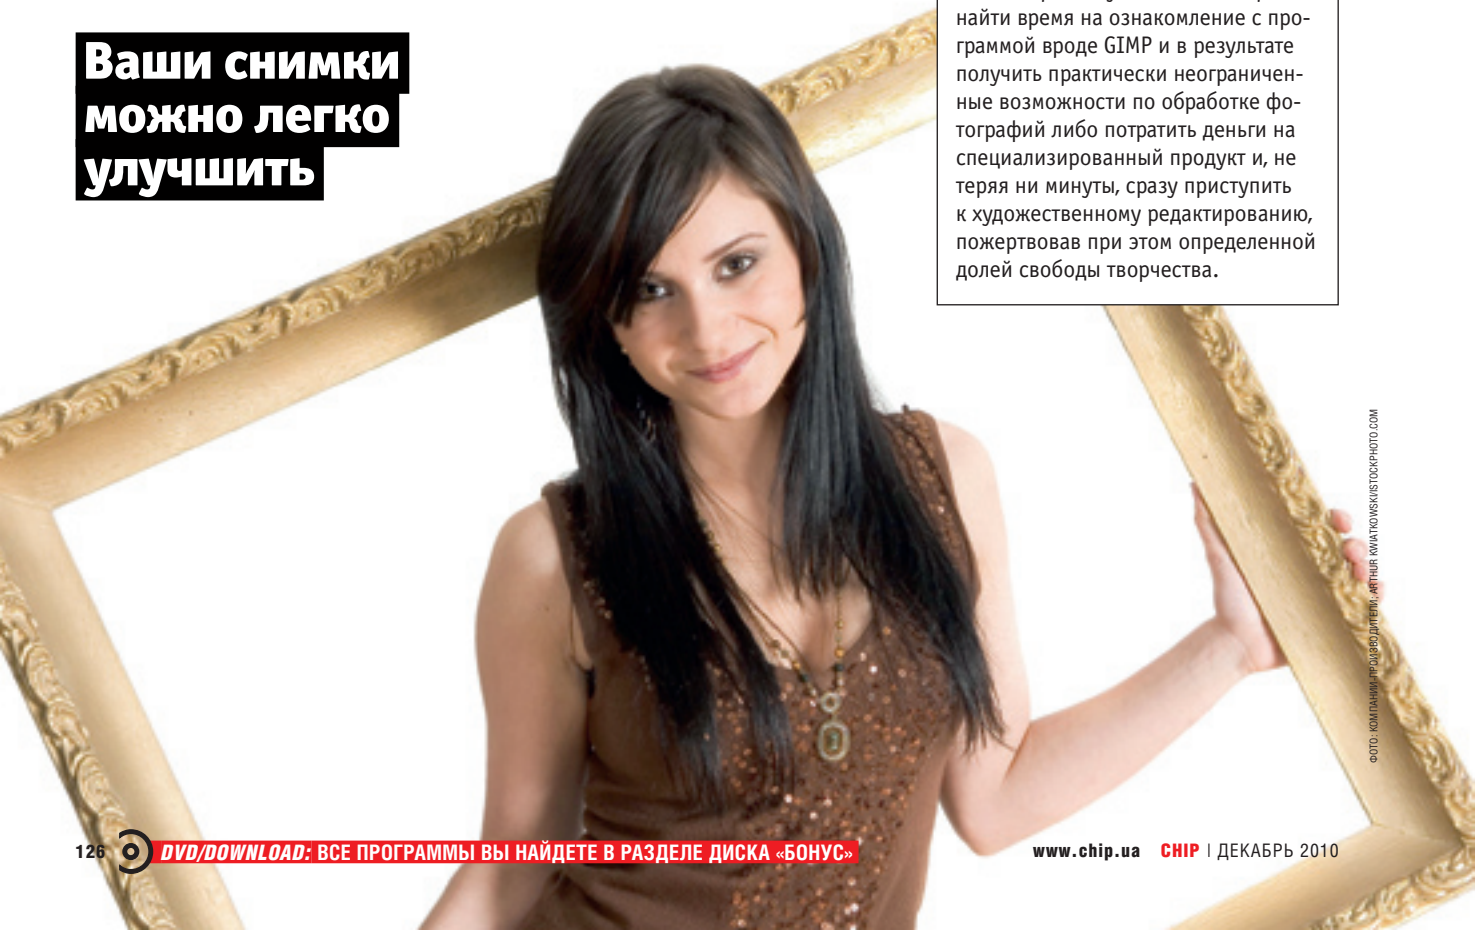 Ваши снимки
можно легко
улучшить
найти время на ознакомление с про-
граммой вроде GIMP и в результате
получить практически неограничен-
ные возможности по обработке фо-
тографий либо потратить деньги на
специализированный продукт и, не
теряя ни минуты, сразу приступить
к художественному редактированию,
пожертвовав при этом определенной
долей свободы творчества.
ФОТО: КОМПАНИИ-ПРОИЗВОДИТЕЛИ; ARTHUR KWIATKOWSKI/ISTOCKPHOTO.COM
126 DVD/DOWNLOAD: ВСЕ ПРОГРАММЫ ВЫ НАЙДЕТЕ В РАЗДЕЛЕ ДИСКА «БОНУС»
www.chip.ua CHIP | ДЕКАБРЬ 2010